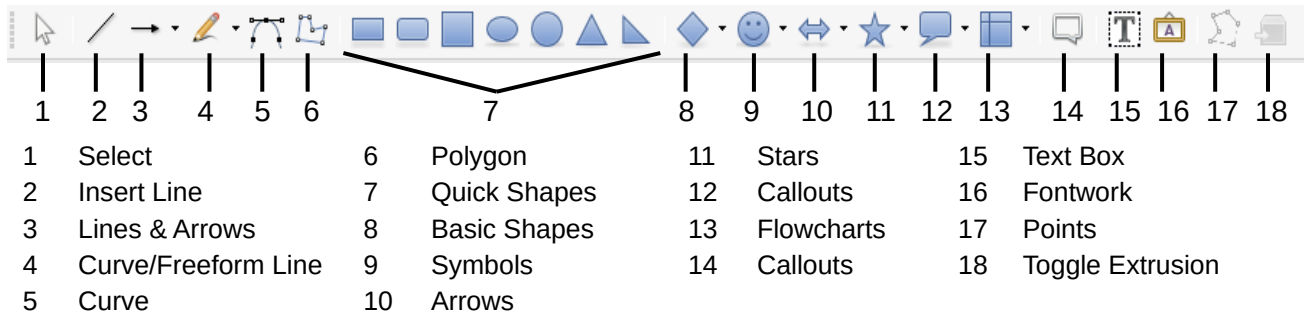 T A
1 2 3 4 5 6 7 8 9 10 11 12 13 14 15 16 17 18
1 Select
2 Insert Line
3 Lines & Arrows
4 Curve/Freeform Line
5 Curve
6 Polygon
7 Quick Shapes
8 Basic Shapes
9 Symbols
10 Arrows
11 Stars
12 Callouts
13 Flowcharts
14 Callouts
15 Text Box
16 Fontwork
17 Points
18 Toggle Extrusion